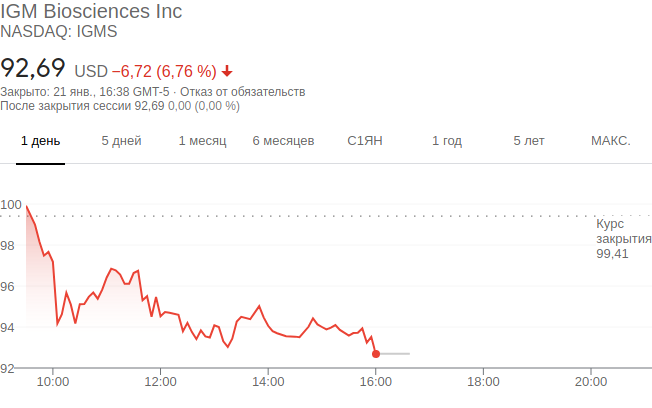 IGM Biosciences Inc
NASDAQ: IGMS
92,69 USD −6,72 (6,76 %)
Закрыто: 21 янв., 16:38 GMT-5 · Отказ от обязательств
После закрытия сессии 92,69 0,00 (0,00 %)
1 день 5 дней 1 месяц 6 месяцев С1ЯН 1 год 5 лет МАКС.
100
Курс
закрытия
99,41
98
96
94
92
10:00 12:00 14:00 16:00 18:00 20:00